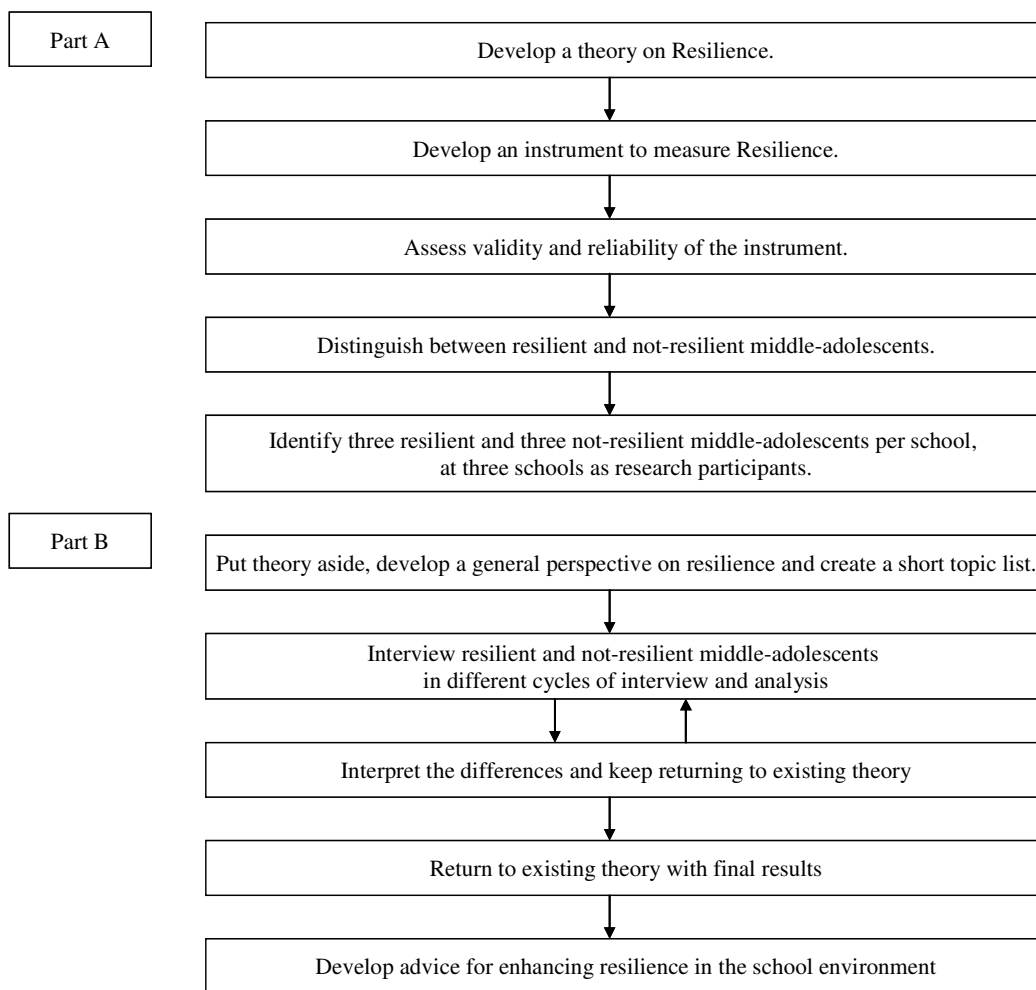 Part A
Develop a theory on Resilience.
Develop an instrument to measure Resilience.
Assess validity and reliability of the instrument.
Distinguish between resilient and not-resilient middle-adolescents.
Identify three resilient and three not-resilient middle-adolescents per school,
at three schools as research participants.
Part B
Put theory aside, develop a general perspective on resilience and create a short topic list.
Interview resilient and not-resilient middle-adolescents
in different cycles of interview and analysis
Interpret the differences and keep returning to existing theory
Return to existing theory with final results
Develop advice for enhancing resilience in the school environment